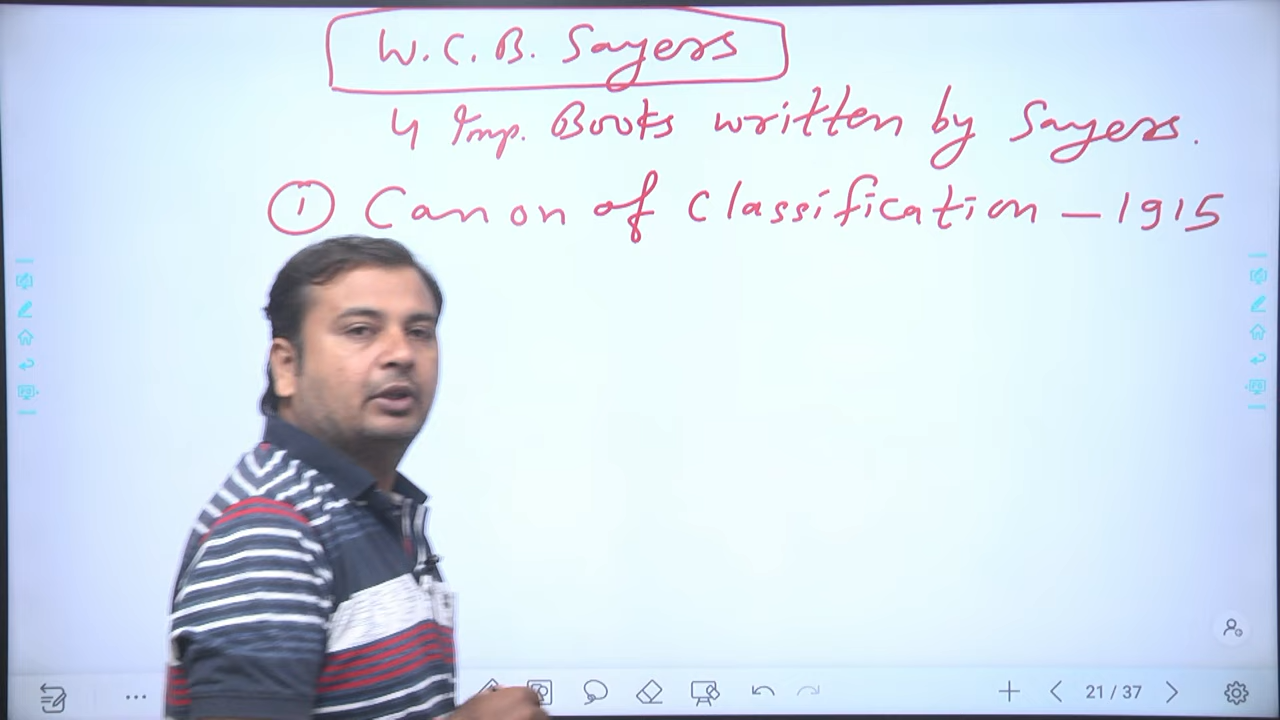 W.C.B. Sayers
4 Imp. Books written by Sayers.
① Canon of Classification – 1915
21 / 37